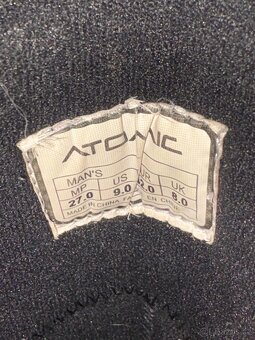 ATOMIC
MAN'S
MP US UK
27.0 9.0 8.0
MADE IN CHINA